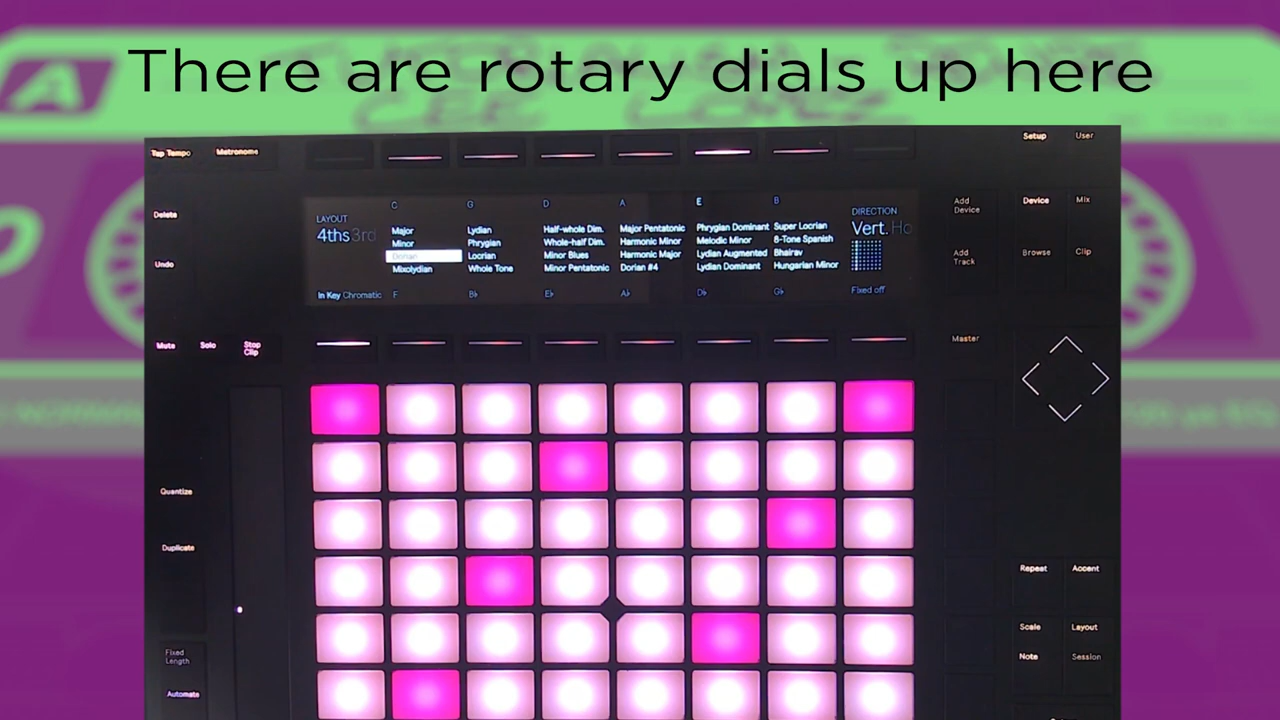 There are rotary dials up here
A
Tap Tempo Metronome
Setup User
Delete
Undo
LAYOUT
4ths 3rd
In Key Chromatic
C G D A E B
Major Lydian Half-whole Dim. Major Pentatonic Phrygian Dominant Super Locrian
Minor Phrygian Whole-half Dim. Harmonic Minor Melodic Minor 8-Tone Spanish
Dorian Locrian Minor Blues Harmonic Major Lydian Augmented Bhairav
Mixolydian Whole Tone Minor Pentatonic Dorian #4 Lydian Dominant Hungarian Minor
F B♭ E♭ A♭ D♭ G♭
DIRECTION
Vert. Ho
Fixed off
Add
Device
Device Mix
Add
Track
Browse Clip
Mute Solo Stop
Clip
Master
Quantize
Duplicate
Fixed
Length
Automate
Repeat Accent
Scale Layout
Note Session